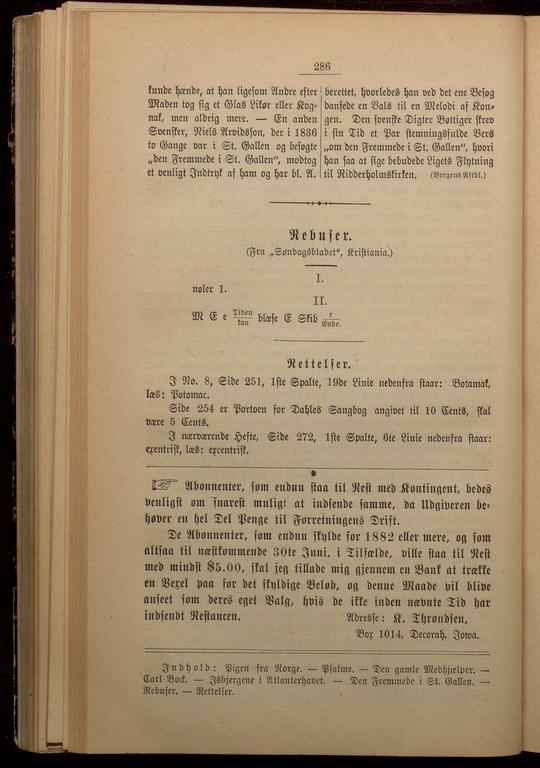 286
kunde hænde, at han ligesom Andre efter
Maden tog sig et Glas Likør eller Kog-
nak, men aldrig mere. — En anden
Svensker, Niels Arvidsson, der i 1836
to Gange var i St. Gallen og besøgte
„den Fremmede i St. Gallen“, modtog
et venligt Indtryk af ham og har bl. A.
berettet, hvorledes han ved det ene Besøg
dansede en Vals til en Melodi af Kon-
gen. Den svenske Digter Bøttiger skrev
i sin Tid et Par stemningsfulde Vers
„om den Fremmede i St. Gallen“, hvori
han saa at sige bebudede Ligets Flytning
til Ridderholmskirken. (Bergens Aftbl.)
Rebuser.
(Fra „Søndagsbladet“, Kristiania.)
I.
nøler 1.
II.
M E e Tiden/kan blæse E Skib e/Ende.
Rettelser.
I No. 8, Side 251, 1ste Spalte, 19de Linie nedenfra staar: Botamak,
læs: Potomac.
Side 254 er Portoen for Dahles Sangbog angivet til 10 Cents, skal
være 5 Cents.
I nærværende Hefte, Side 272, 1ste Spalte, 6te Linie nedenfra staar:
exentrisk, læs: excentrisk.
☞ Abonnenter, som endnu staa til Rest med Kontingent, bedes
venligst om snarest muligt at indsende samme, da Udgiveren be-
høver en hel Del Penge til Forretningens Drift.
De Abonnenter, som endnu skylde for 1882 eller mere, og som
altsaa til næstkommende 30te Juni, i Tilfælde, ville staa til Rest
med mindst $5.00, skal jeg tillade mig gjennem en Bank at trække
en Vexel paa for det skyldige Beløb, og denne Maade vil blive
anseet som deres eget Valg, hvis de ikke inden nævnte Tid har
indsendt Restancen. Adresse: K. Throndsen,
Box 1014, Decorah, Iowa.
Indhold: Pigen fra Norge. — Psalme. — Den gamle Medhjælper. —
Carl Bock. — Isbjergene i Atlanterhavet. — Den Fremmede i St. Gallen. —
Rebuser. — Rettelser.